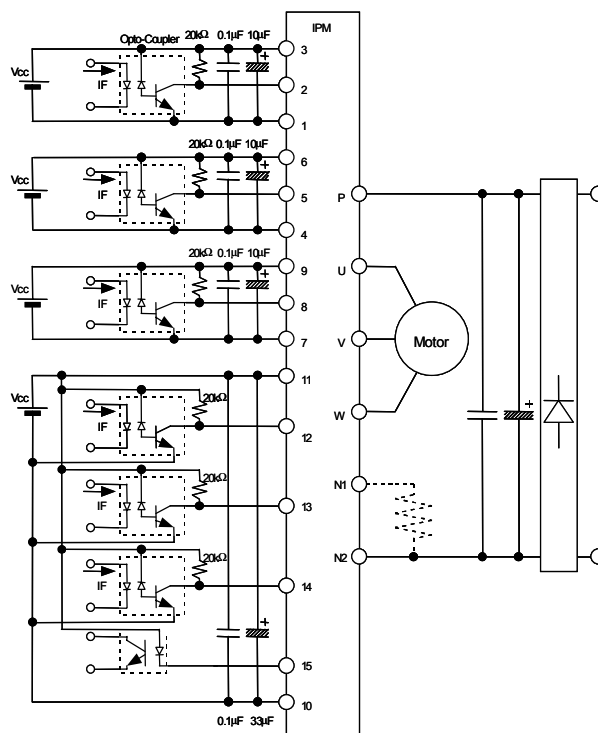 Opto-Coupler 20kΩ 0.1µF 10µF IPM
+
3
Vcc
IF
2
1
20kΩ 0.1µF 10µF
+
6
Vcc
IF
5
4
P
20kΩ 0.1µF 10µF
+
9
U
Vcc
IF
8
7
V
Motor
11
Vcc
20kΩ
W
+
IF
12
20kΩ
N1
IF
13
20kΩ
N2
IF
14
+
15
10
0.1µF 33µF